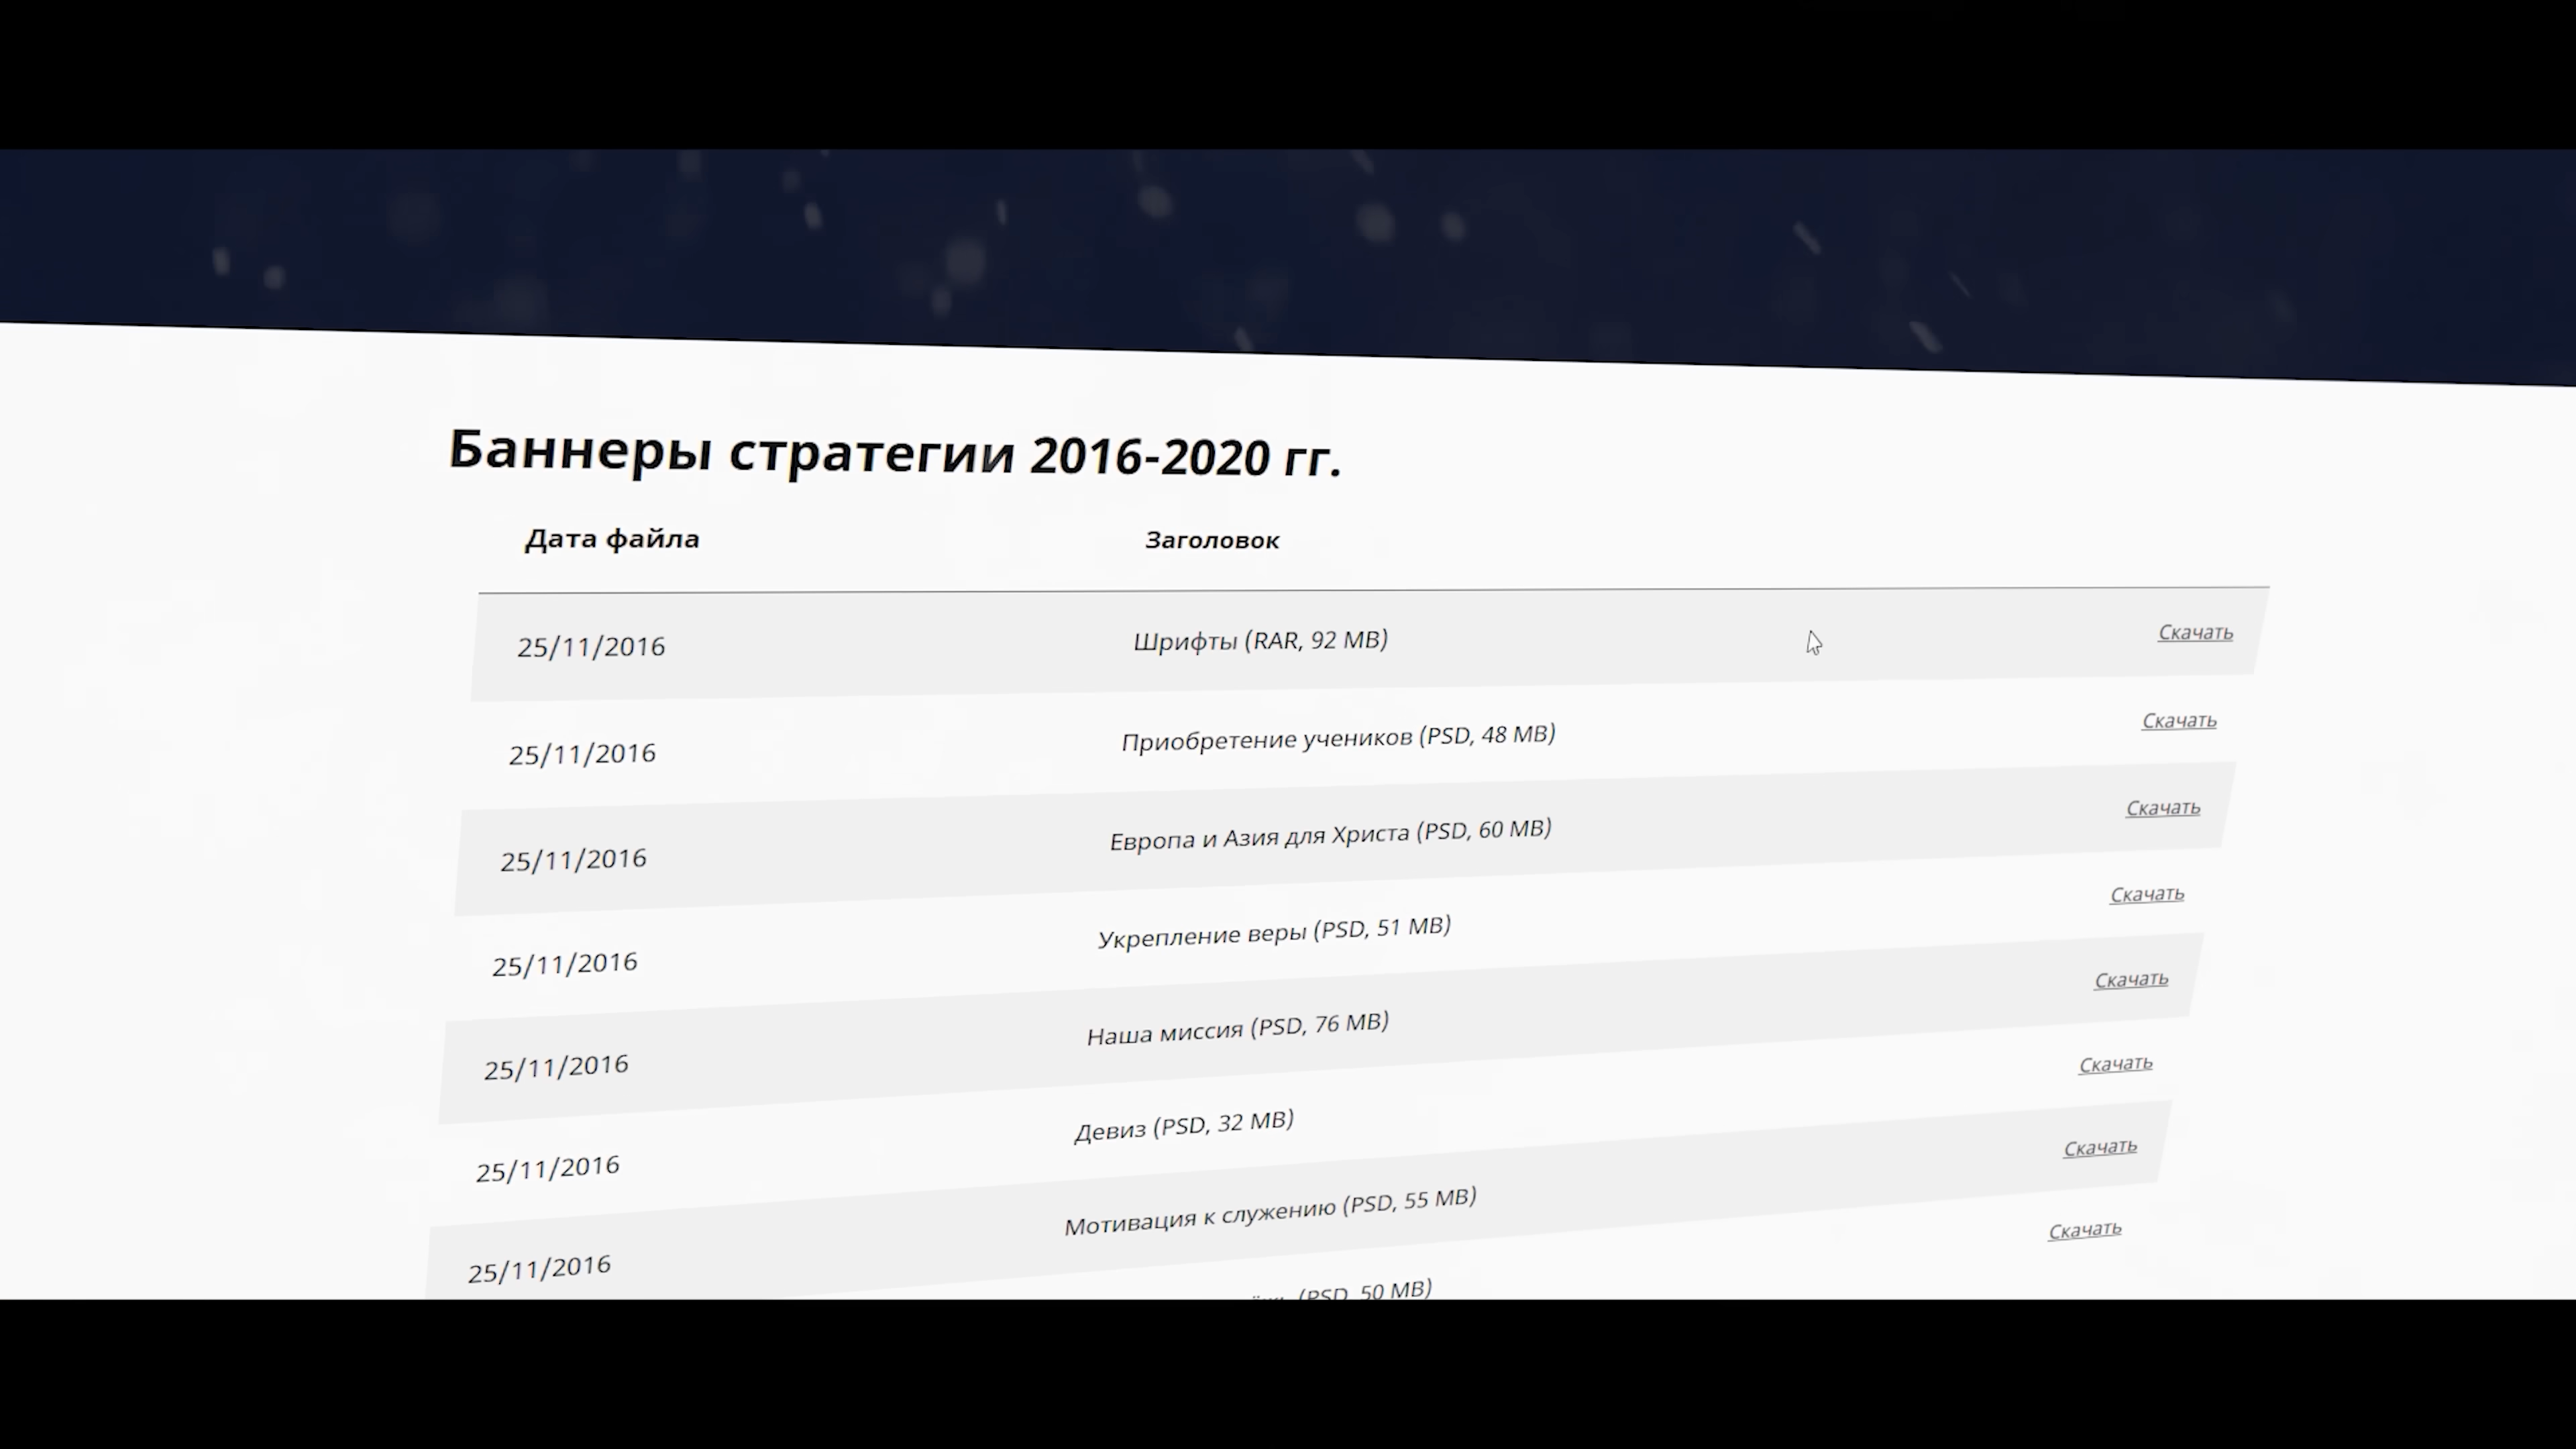 Баннеры стратегии 2016-2020 гг.
Дата файла Заголовок
25/11/2016 Шрифты (RAR, 92 MB) Скачать
25/11/2016 Приобретение учеников (PSD, 48 MB) Скачать
25/11/2016 Европа и Азия для Христа (PSD, 60 MB) Скачать
25/11/2016 Укрепление веры (PSD, 51 MB) Скачать
25/11/2016 Наша миссия (PSD, 76 MB) Скачать
25/11/2016 Девиз (PSD, 32 MB) Скачать
25/11/2016 Мотивация к служению (PSD, 55 MB) Скачать
(PSD, 50 MB) Скачать